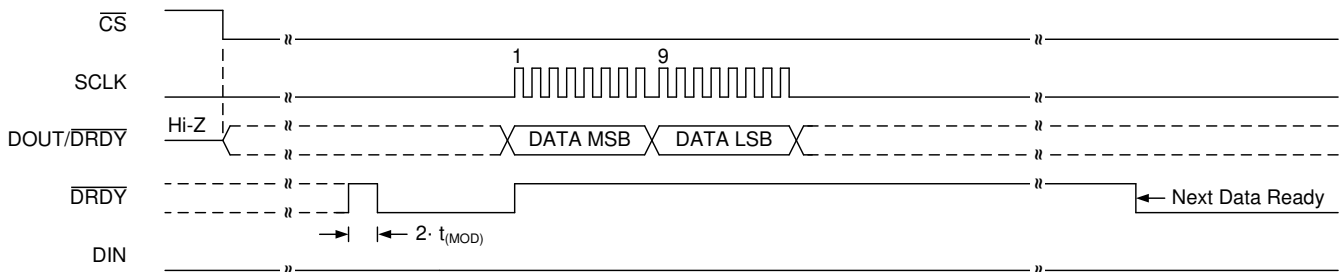 CS
1 9
SCLK
Hi-Z
DOUT/DRDY DATA MSB DATA LSB
DRDY Next Data Ready
2· t(MOD)
DIN